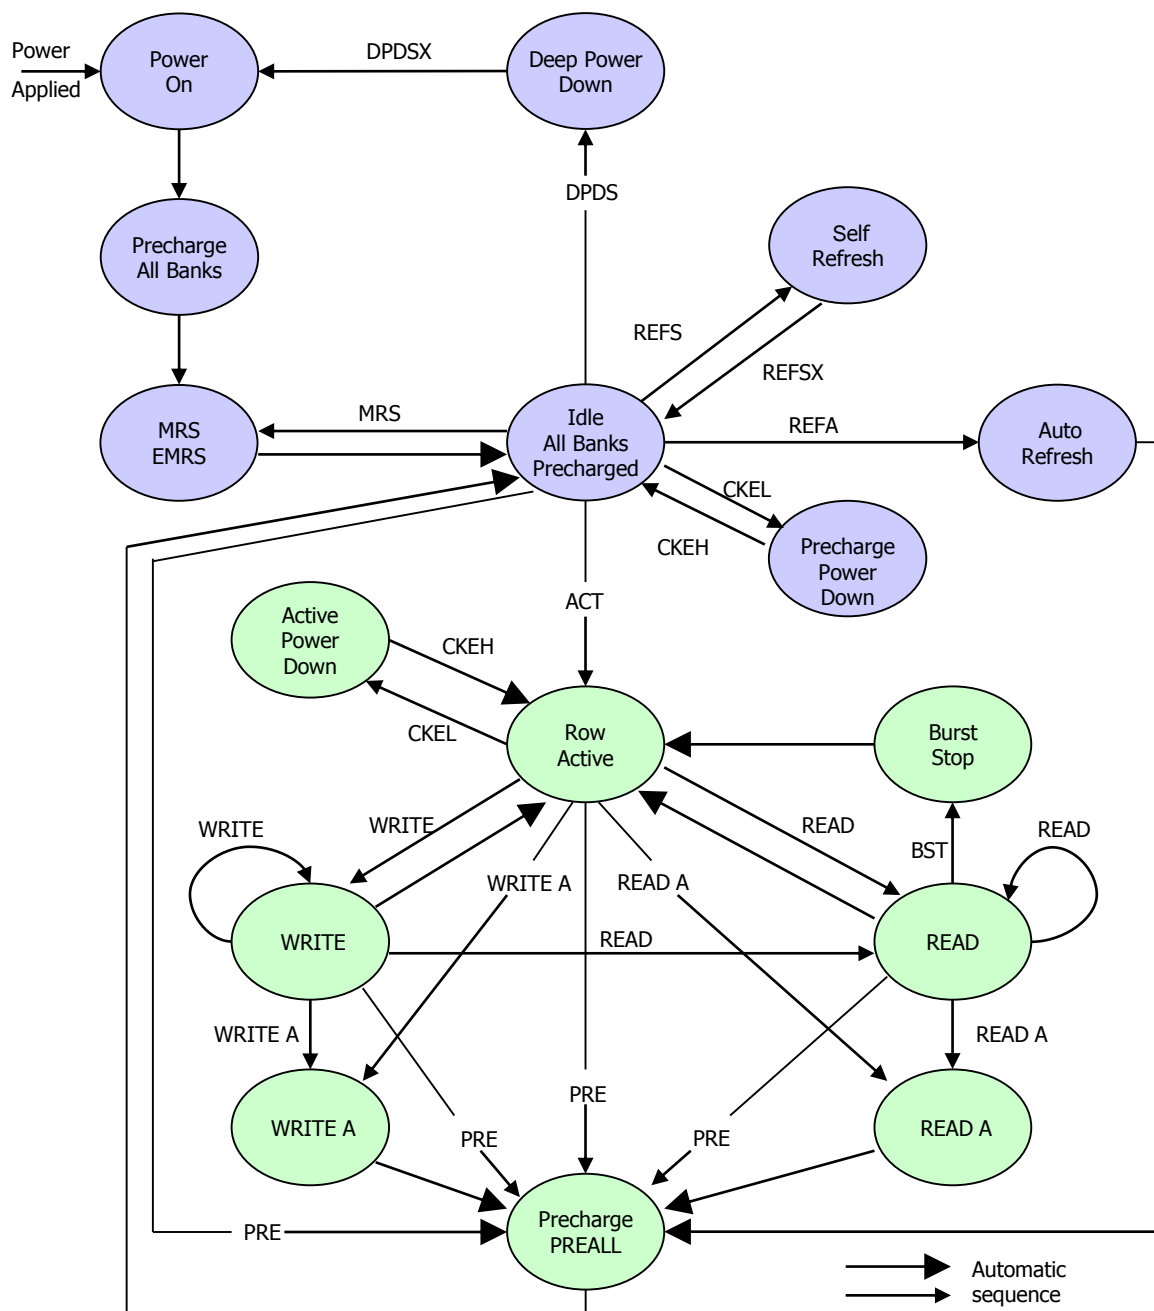 Power
Applied
Power
On
DPDSX
Deep Power
Down
DPDS
Precharge
All Banks
Self
Refresh
REFS
REFSX
MRS
EMRS
MRS
Idle
All Banks
Precharged
REFA
Auto
Refresh
CKEL
CKEH
Precharge
Power
Down
ACT
Active
Power
Down
CKEH
CKEL
Row
Active
Burst
Stop
WRITE
WRITE
READ
BST
READ
WRITE A
READ A
WRITE
READ
READ
WRITE A
READ A
WRITE A
PRE
PRE
PRE
READ A
PRE
Precharge
PREALL
Automatic
sequence